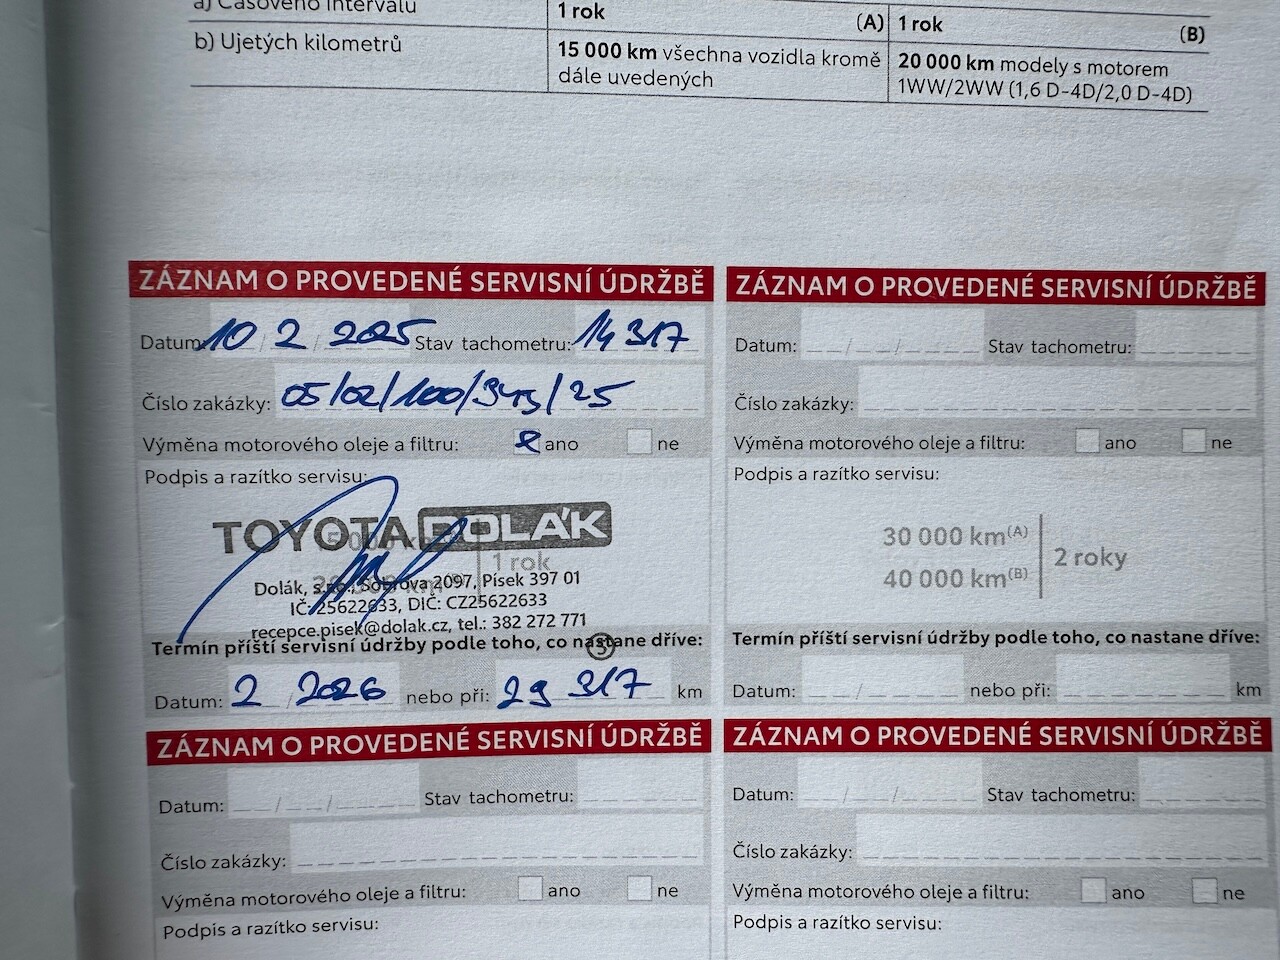 a) Časového intervalu 1 rok (A) 1 rok (B)
b) Ujetých kilometrů 15 000 km všechna vozidla kromě dále uvedených 20 000 km modely s motorem 1WW/2WW (1,6 D-4D/2,0 D-4D)
ZÁZNAM O PROVEDENÉ SERVISNÍ ÚDRŽBĚ
Datum: 10 / 2 / 2025 Stav tachometru: 14 317
Číslo zakázky: 05/02/100/345/25
Výměna motorového oleje a filtru: x ano ne
Podpis a razítko servisu:
TOYOTA DOLÁK
1 rok
Dolák, s.r.o., Sobrova 2097, Písek 397 01
IČ: 25622633, DIČ: CZ25622633
recepce.pisek@dolak.cz, tel.: 382 272 771
Termín příští servisní údržby podle toho, co nastane dříve:
Datum: 2 / 2026 nebo při: 29 317 km
ZÁZNAM O PROVEDENÉ SERVISNÍ ÚDRŽBĚ
Datum: Stav tachometru:
Číslo zakázky:
Výměna motorového oleje a filtru: ano ne
Podpis a razítko servisu:
30 000 km(A)
40 000 km(B)
2 roky
Termín příští servisní údržby podle toho, co nastane dříve:
Datum: nebo při: km
ZÁZNAM O PROVEDENÉ SERVISNÍ ÚDRŽBĚ
Datum: Stav tachometru:
Číslo zakázky:
Výměna motorového oleje a filtru: ano ne
Podpis a razítko servisu:
ZÁZNAM O PROVEDENÉ SERVISNÍ ÚDRŽBĚ
Datum: Stav tachometru:
Číslo zakázky:
Výměna motorového oleje a filtru: ano ne
Podpis a razítko servisu: